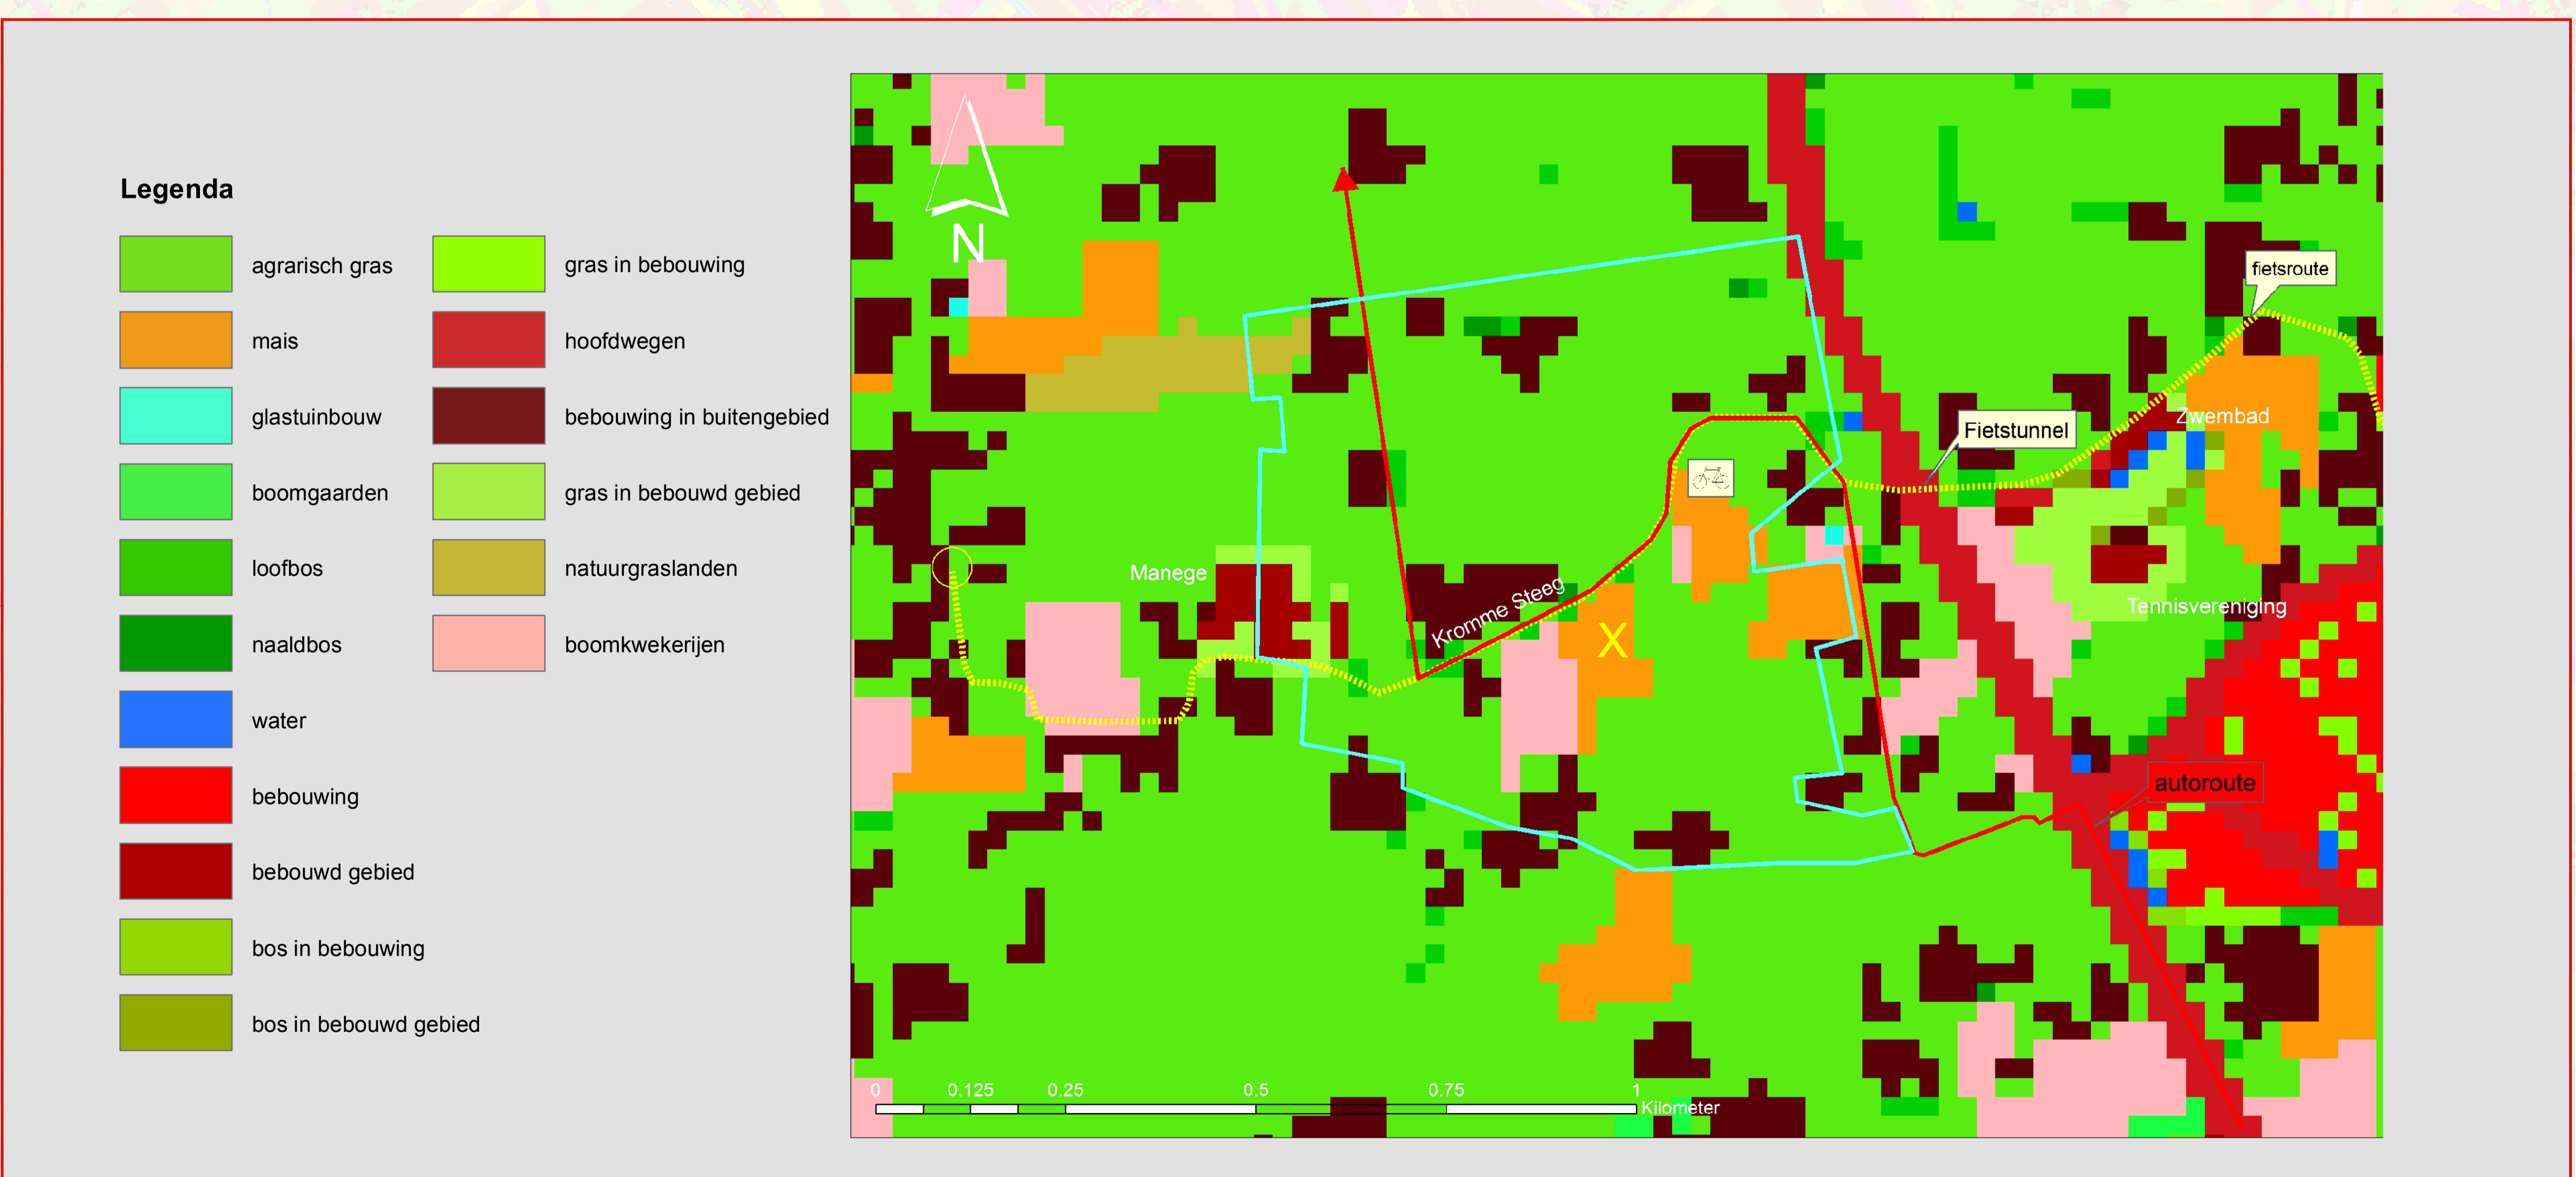 Legenda
agrarisch gras
mais
glastuinbouw
boomgaarden
loofbos
naaldbos
water
bebouwing
bebouwd gebied
bos in bebouwing
bos in bebouwd gebied
gras in bebouwing
hoofdwegen
bebouwing in buitengebied
gras in bebouwd gebied
natuurgraslanden
boomkwekerijen
N
fietsroute
Zwembad
Fietstunnel
Manege
Kromme Steeg
X
Tennisvereniging
autoroute
0 0.125 0.25 0.5 0.75 1
Kilometer